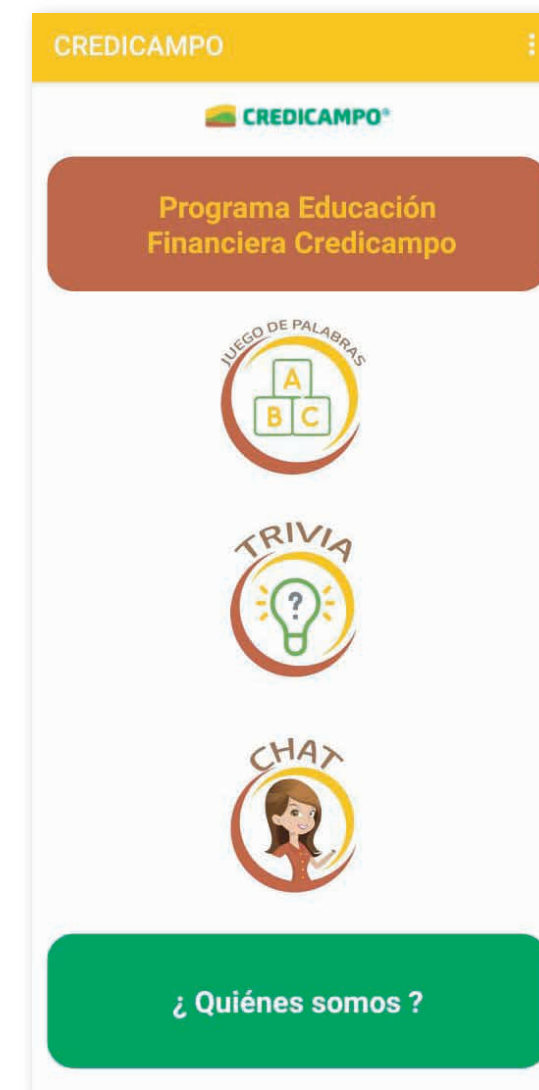 CREDICAMPO
CREDICAMPO®
Programa Educación
Financiera Credicampo
JUEGO DE PALABRAS
A
B C
TRIVIA
?
CHAT
¿ Quiénes somos ?